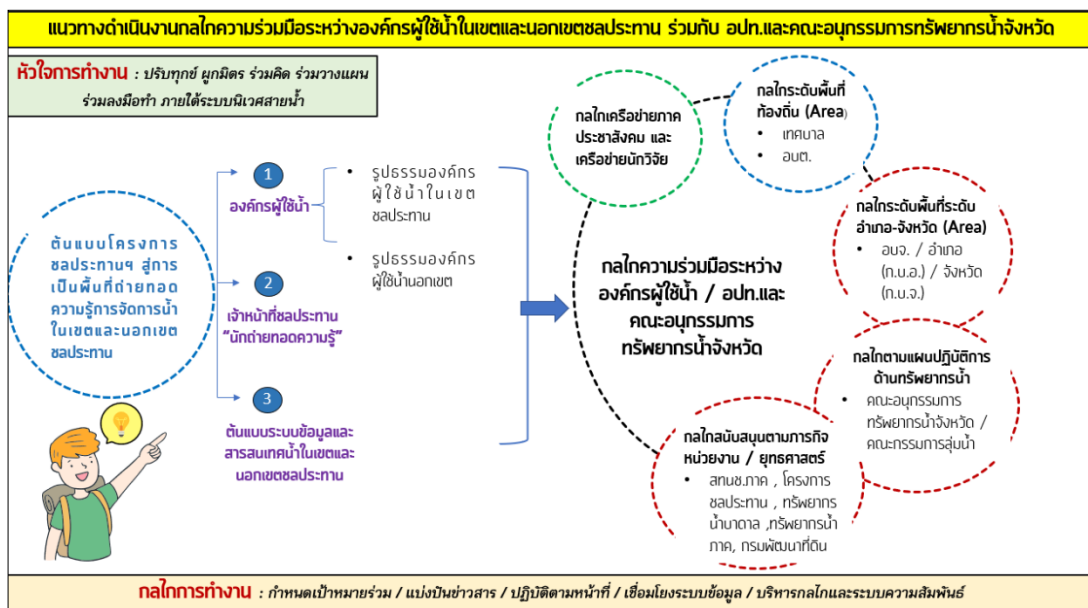 แนวทางดำเนินงานกลไกความร่วมมือระหว่างองค์กรผู้ใช้น้ำในเขตและนอกเขตชลประทาน ร่วมกับ อปท.และคณะอนุกรรมการทรัพยากรน้ำจังหวัด
หัวใจการทำงาน : ปรับทุกข์ ผูกมิตร ร่วมคิด ร่วมวางแผน
ร่วมลงมือทำ ภายใต้ระบบนิเวศสายน้ำ
ต้นแบบโครงการ
ชลประทานฯ สู่การ
เป็นพื้นที่ถ่ายทอด
ความรู้การจัดการน้ำ
ในเขตและนอกเขต
ชลประทาน
1
องค์กรผู้ใช้น้ำ
• รูปธรรมองค์กร
ผู้ใช้น้ำในเขต
ชลประทาน
• รูปธรรมองค์กร
ผู้ใช้น้ำนอกเขต
2
เจ้าหน้าที่ชลประทาน
“นักถ่ายทอดความรู้”
3
ต้นแบบระบบข้อมูลและ
สารสนเทศน้ำในเขตและ
นอกเขตชลประทาน
กลไกความร่วมมือระหว่าง
องค์กรผู้ใช้น้ำ / อปท.และ
คณะอนุกรรมการ
ทรัพยากรน้ำจังหวัด
กลไกเครือข่ายภาค
ประชาสังคม และ
เครือข่ายนักวิจัย
กลไกระดับพื้นที่
ท้องถิ่น (Area)
• เทศบาล
• อบต.
กลไกระดับพื้นที่ระดับ
อำเภอ-จังหวัด (Area)
• อบจ. / อำเภอ
(ก.บ.อ.) / จังหวัด
(ก.บ.จ.)
กลไกตามแผนปฏิบัติการ
ด้านทรัพยากรน้ำ
• คณะอนุกรรมการ
ทรัพยากรน้ำจังหวัด /
คณะกรรมการลุ่มน้ำ
กลไกสนับสนุนตามภารกิจ
หน่วยงาน / ยุทธศาสตร์
• สทนช.ภาค , โครงการ
ชลประทาน , ทรัพยากร
น้ำบาดาล ,ทรัพยากรน้ำ
ภาค, กรมพัฒนาที่ดิน
กลไกการทำงาน : กำหนดเป้าหมายร่วม / แบ่งปันข่าวสาร / ปฏิบัติตามหน้าที่ / เชื่อมโยงระบบข้อมูล / บริหารกลไกและระบบความสัมพันธ์